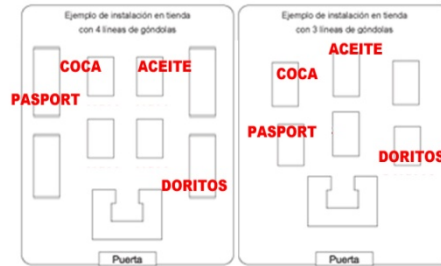 Ejemplo de instalación en tienda
con 4 líneas de góndolas
COCA
ACEITE
PASPORT
DORITOS
Puerta
Ejemplo de instalación en tienda
con 3 líneas de góndolas
ACEITE
COCA
PASPORT
DORITOS
Puerta